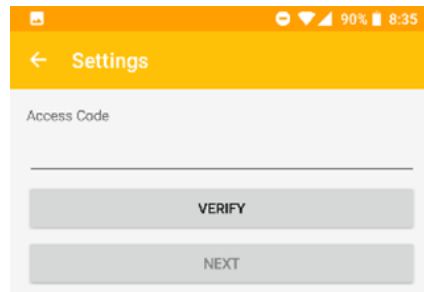 90% 8:35
Settings
Access Code
VERIFY
NEXT